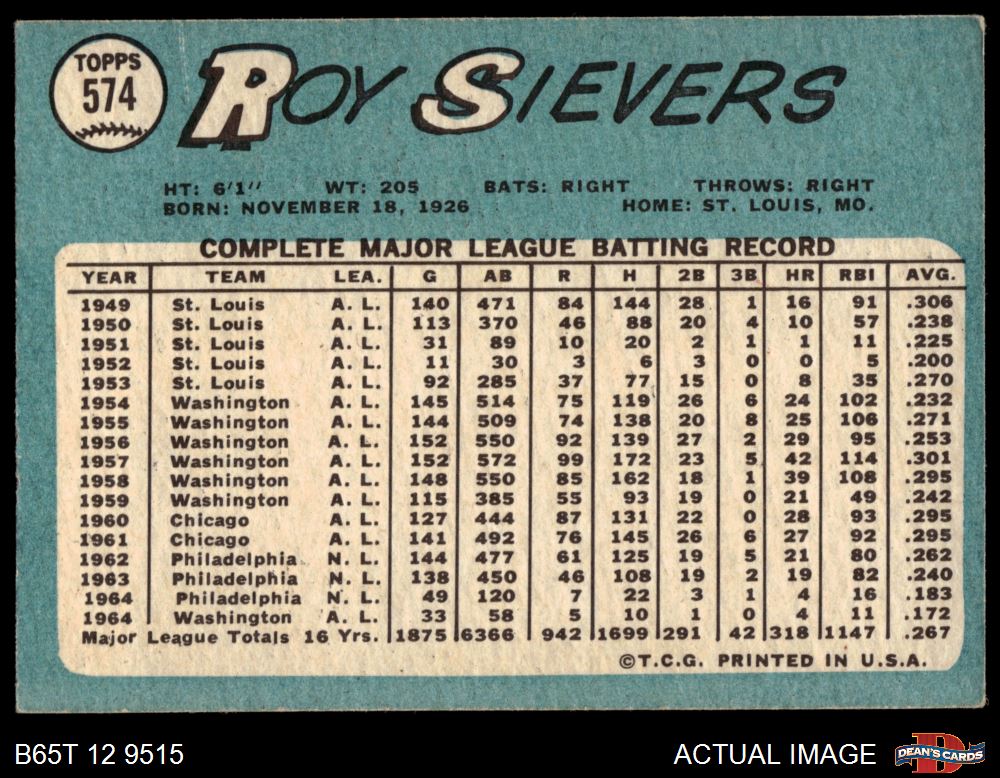 TOPPS
574
ROY SIEVERS
HT: 6'1" WT: 205 BATS: RIGHT THROWS: RIGHT
BORN: NOVEMBER 18, 1926 HOME: ST. LOUIS, MO.
COMPLETE MAJOR LEAGUE BATTING RECORD
YEAR TEAM LEA. G AB R H 2B 3B HR RBI AVG.
1949 St. Louis A. L. 140 471 84 144 28 1 16 91 .306
1950 St. Louis A. L. 113 370 46 88 20 4 10 57 .238
1951 St. Louis A. L. 31 89 10 20 2 1 1 11 .225
1952 St. Louis A. L. 11 30 3 6 3 0 0 5 .200
1953 St. Louis A. L. 92 285 37 77 15 0 8 35 .270
1954 Washington A. L. 145 514 75 119 26 6 24 102 .232
1955 Washington A. L. 144 509 74 138 20 8 25 106 .271
1956 Washington A. L. 152 550 92 139 27 2 29 95 .253
1957 Washington A. L. 152 572 99 172 23 5 42 114 .301
1958 Washington A. L. 148 550 85 162 18 1 39 108 .295
1959 Washington A. L. 115 385 55 93 19 0 21 49 .242
1960 Chicago A. L. 127 444 87 131 22 0 28 93 .295
1961 Chicago A. L. 141 492 76 145 26 6 27 92 .295
1962 Philadelphia N. L. 144 477 61 125 19 5 21 80 .262
1963 Philadelphia N. L. 138 450 46 108 19 2 19 82 .240
1964 Philadelphia N. L. 49 120 7 22 3 1 4 16 .183
1964 Washington A. L. 33 58 5 10 1 0 4 11 .172
Major League Totals 16 Yrs. 1875 6366 942 1699 291 42 318 1147 .267
©T.C.G. PRINTED IN U.S.A.
B65T 12 9515 ACTUAL IMAGE DEAN'S CARDS